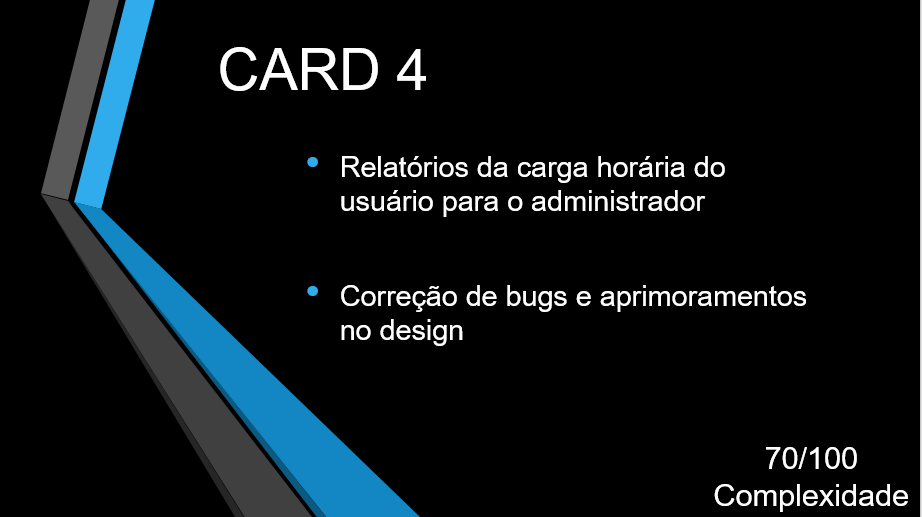 CARD 4
Relatórios da carga horária do
usuário para o administrador
Correção de bugs e aprimoramentos
no design
70/100
Complexidade